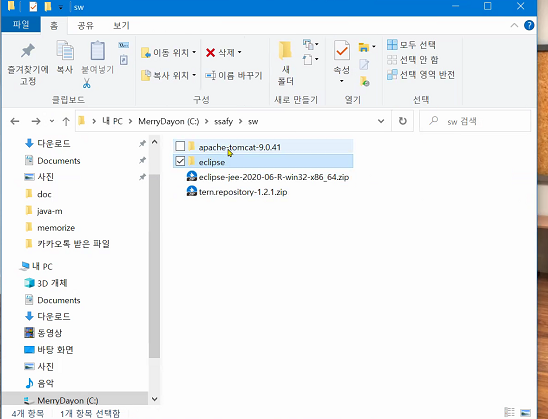 sw
파일 홈 공유 보기
즐겨찾기에 고정
복사
붙여넣기
클립보드
이동 위치
복사 위치
삭제
이름 바꾸기
구성
새 폴더
새로 만들기
속성
열기
모두 선택
선택 안 함
선택 영역 반전
선택
내 PC > MerryDayon (C:) > ssafy > sw
sw 검색
다운로드
Documents
사진
doc
java-m
memorize
카카오톡 받은 파일
내 PC
3D 개체
Documents
다운로드
동영상
바탕 화면
사진
음악
MerryDayon (C:)
apache-tomcat-9.0.41
eclipse
eclipse-jee-2020-06-R-win32-x86_64.zip
tern.repository-1.2.1.zip
4개 항목 1개 항목 선택함